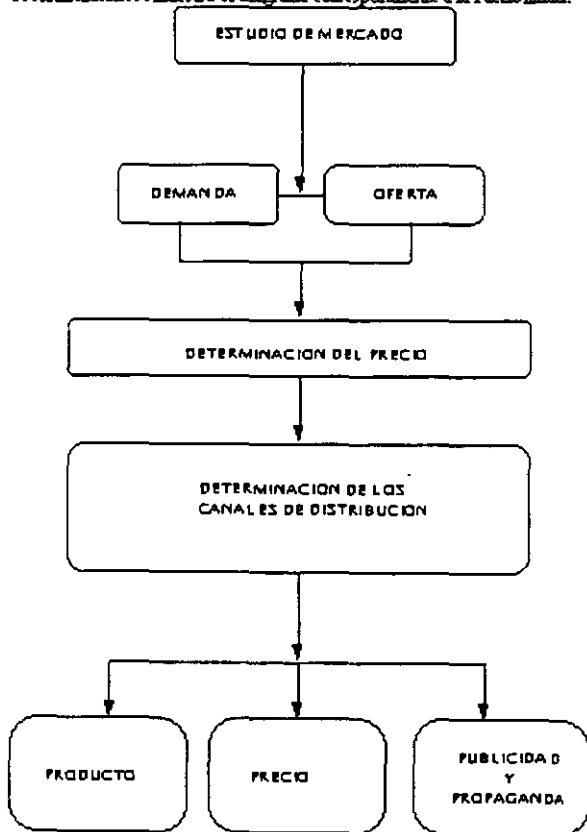 ESTUDIO DE MERCADO
DEMANDA
OFERTA
DETERMINACION DEL PRECIO
DETERMINACION DE LOS
CANALES DE DISTRIBUCION
PRODUCTO
PRECIO
PUBLICIDAD
Y
PROPAGANDA